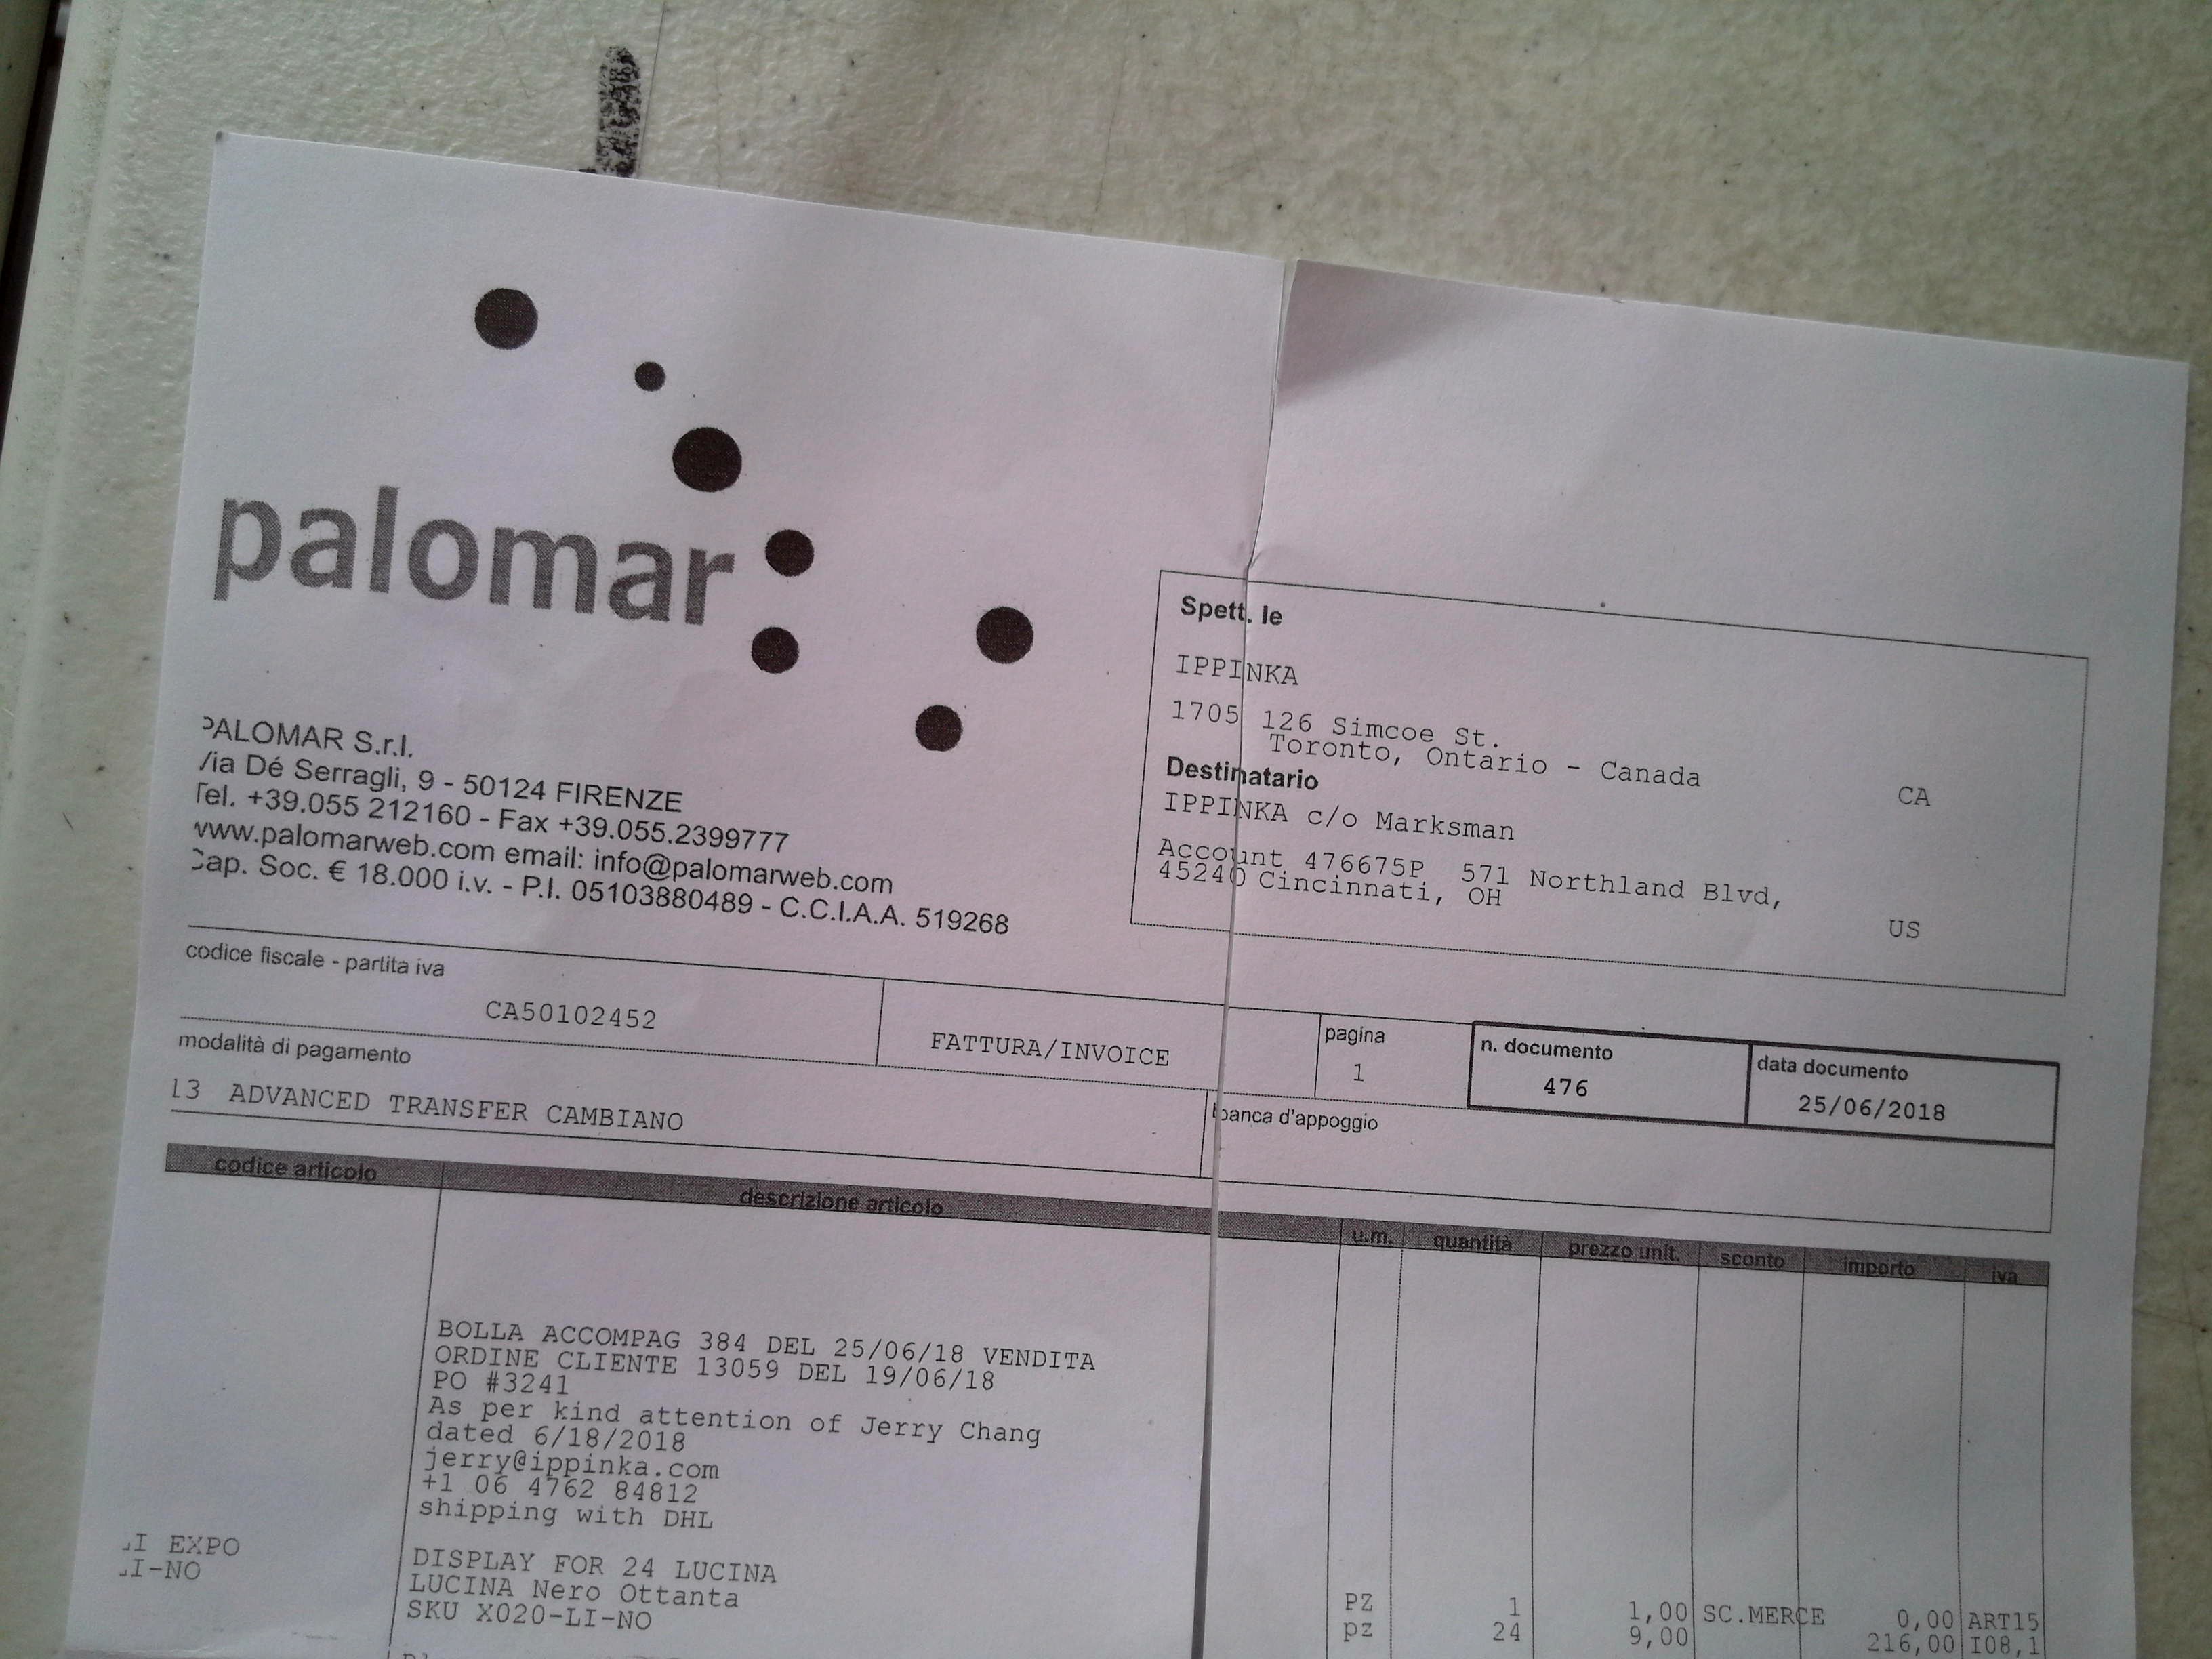 palomar
PALOMAR S.r.l.
Via Dé Serragli, 9 - 50124 FIRENZE
Tel. +39.055 212160 - Fax +39.055.2399777
www.palomarweb.com email: info@palomarweb.com
Cap. Soc. € 18.000 i.v. - P.I. 05103880489 - C.C.I.A.A. 519268
Spett. le
IPPINKA
1705 126 Simcoe St.
Toronto, Ontario - Canada
CA
Destinatario
IPPINKA c/o Marksman
Account 476675P 571 Northland Blvd,
45240 Cincinnati, OH
US
codice fiscale - partita iva
CA50102452
FATTURA/INVOICE
pagina
1
n. documento
476
data documento
25/06/2018
modalità di pagamento
13 ADVANCED TRANSFER CAMBIANO
banca d'appoggio
codice articolo descrizione articolo u.m. quantità prezzo unit. sconto importo iva
BOLLA ACCOMPAG 384 DEL 25/06/18 VENDITA
ORDINE CLIENTE 13059 DEL 19/06/18
PO #3241
As per kind attention of Jerry Chang
dated 6/18/2018
jerry@ippinka.com
+1 06 4762 84812
shipping with DHL
LI EXPO DISPLAY FOR 24 LUCINA PZ 1 1,00 SC.MERCE 0,00 ART15
LI-NO LUCINA Nero Ottanta pz 24 9,00 216,00 I08,1
SKU X020-LI-NO